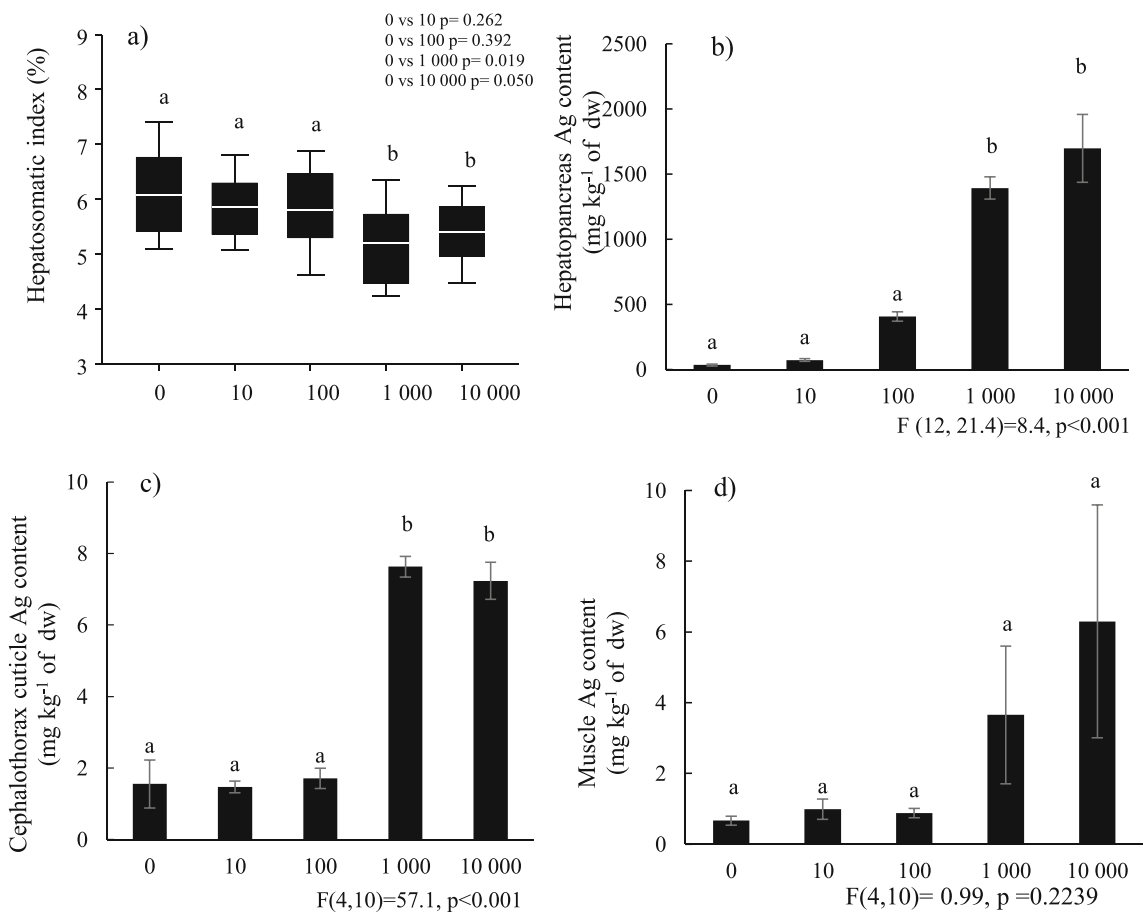 a)
0 vs 10 p= 0.262
0 vs 100 p= 0.392
0 vs 1 000 p= 0.019
0 vs 10 000 p= 0.050
Hepatosomatic index (%)
9
8
7
6
5
4
3
a
a
a
b
b
0 10 100 1 000 10 000
b)
Hepatopancreas Ag content
(mg kg⁻¹ of dw)
2500
2000
1500
1000
500
0
a
a
a
b
b
0 10 100 1 000 10 000
F (12, 21.4)=8.4, p<0.001
c)
Cephalothorax cuticle Ag content
(mg kg⁻¹ of dw)
10
8
6
4
2
0
a
a
a
b
b
0 10 100 1 000 10 000
F(4,10)=57.1, p<0.001
d)
Muscle Ag content
(mg kg⁻¹ of dw)
10
8
6
4
2
0
a
a
a
a
a
0 10 100 1 000 10 000
F(4,10)= 0.99, p =0.2239